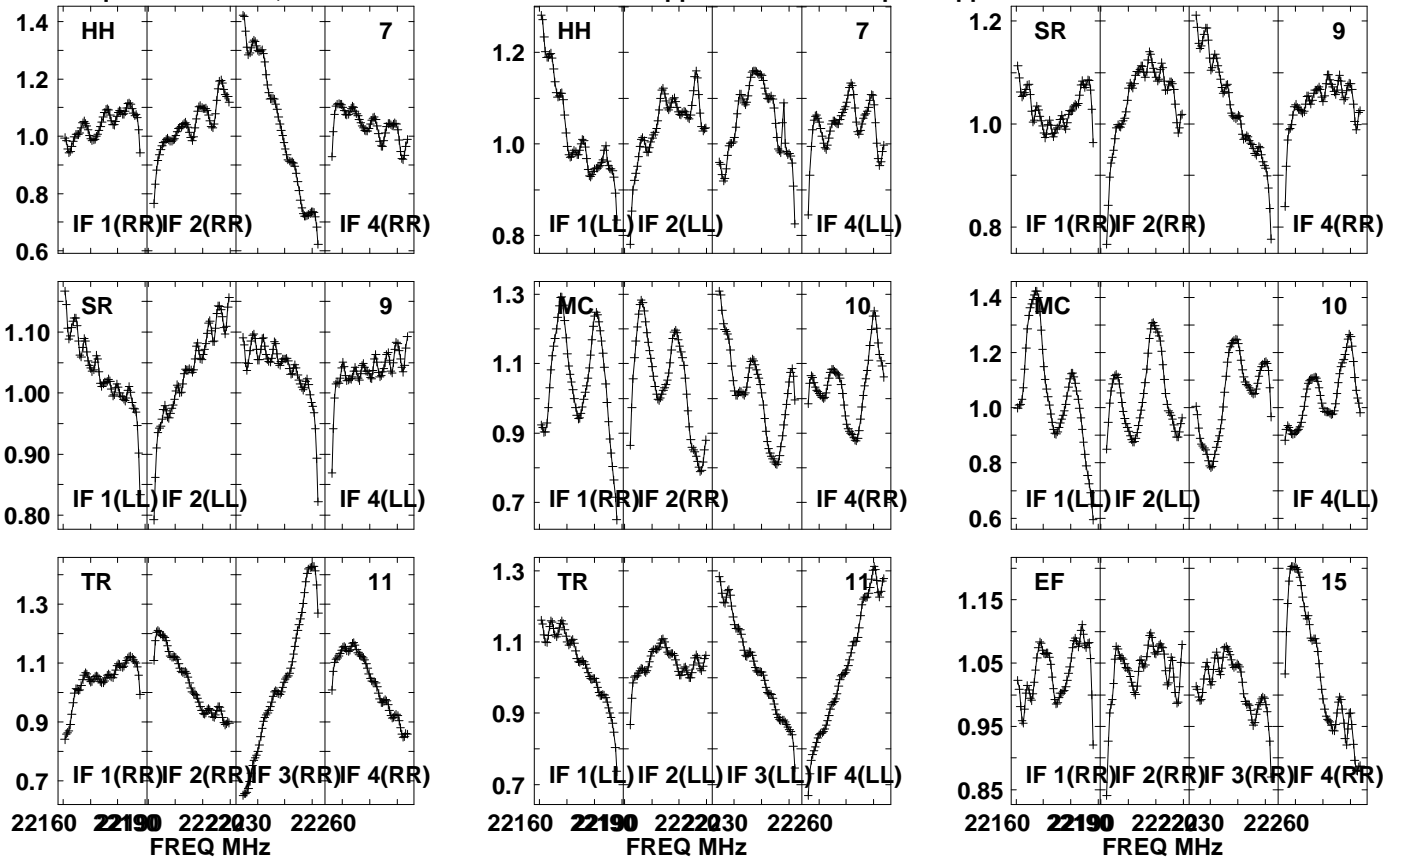 1.4 HH 7
1.2
1.0
0.8
0.6
IF 1(RR) IF 2(RR) IF 4(RR)
HH 7
1.2
1.0
0.8
IF 1(LL) IF 2(LL) IF 4(LL)
1.2 SR 9
1.0
0.8
IF 1(RR) IF 2(RR) IF 4(RR)
SR 9
1.10
1.00
0.90
0.80
IF 1(LL) IF 2(LL) IF 4(LL)
1.3 MC 10
1.1
0.9
0.7
IF 1(RR) IF 2(RR) IF 4(RR)
1.4 MC 10
1.2
1.0
0.8
0.6
IF 1(LL) IF 2(LL) IF 4(LL)
TR 11
1.3
1.1
0.9
0.7
IF 1(RR) IF 2(RR) IF 3(RR) IF 4(RR)
22160 22190 22220 22230 22260
FREQ MHz
1.3 TR 11
1.1
0.9
0.7
IF 1(LL) IF 2(LL) IF 3(LL) IF 4(LL)
22160 22190 22220 22230 22260
EF 15
1.15
1.05
0.95
0.85
IF 1(RR) IF 2(RR) IF 3(RR) IF 4(RR)
22160 22190 22220 22230 22260
FREQ MHz